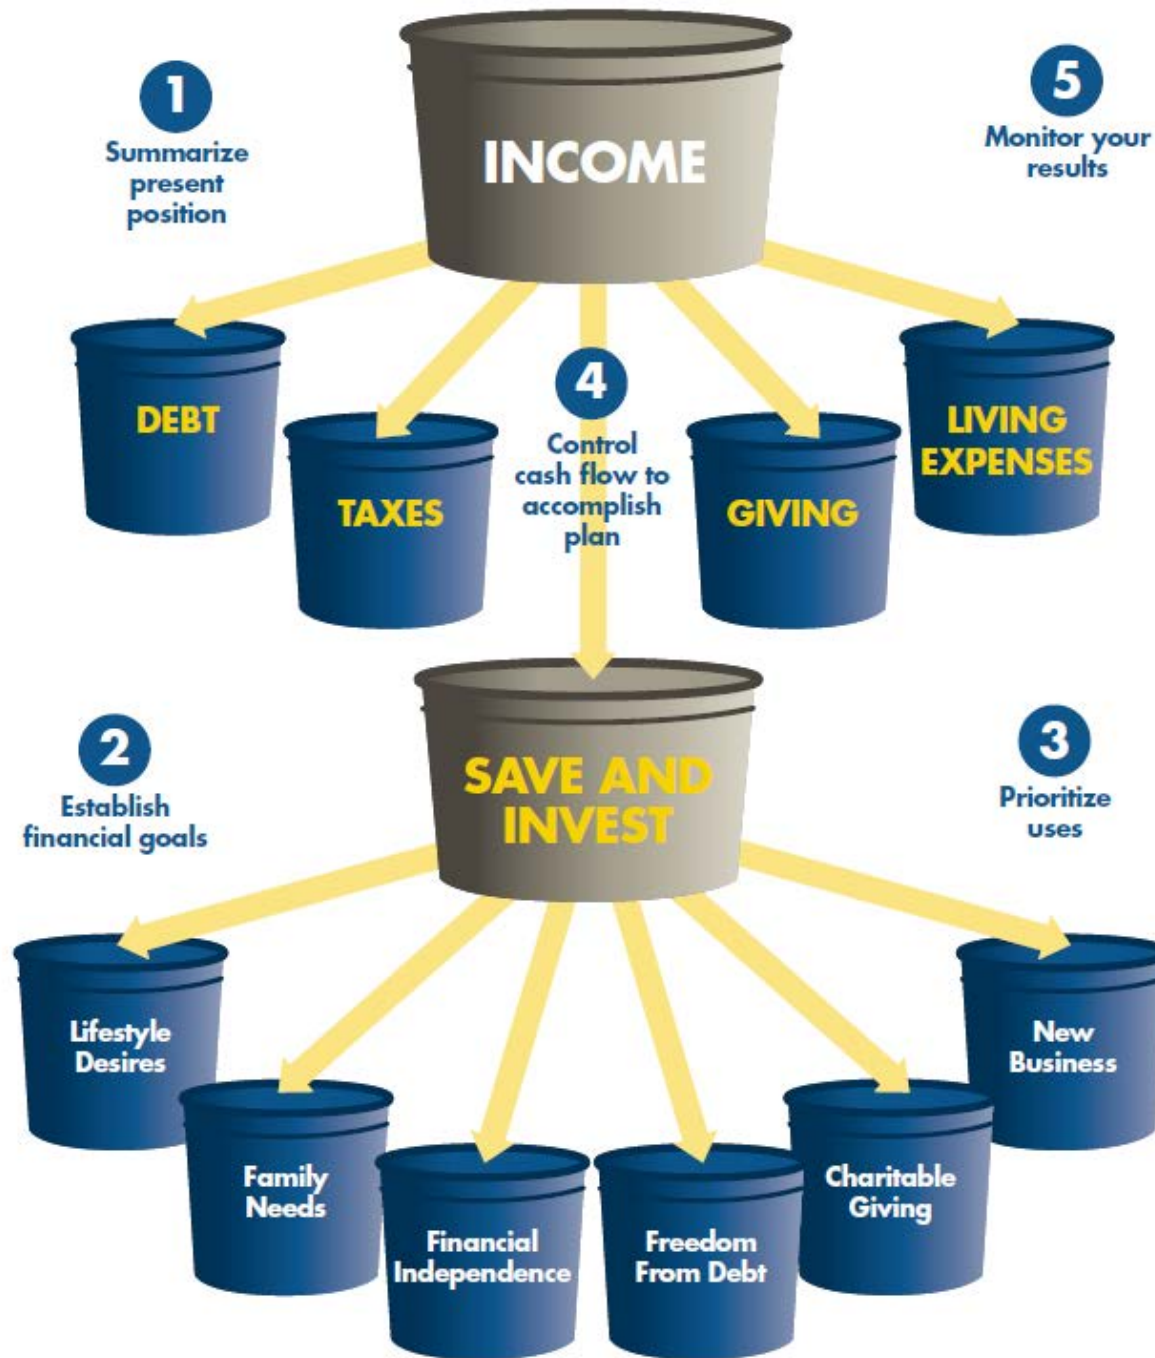 INCOME
1
Summarize
present
position
5
Monitor your
results
DEBT
TAXES
4
Control
cash flow to
accomplish
plan
GIVING
LIVING
EXPENSES
SAVE AND
INVEST
2
Establish
financial goals
3
Prioritize
uses
Lifestyle
Desires
Family
Needs
Financial
Independence
Freedom
From Debt
Charitable
Giving
New
Business